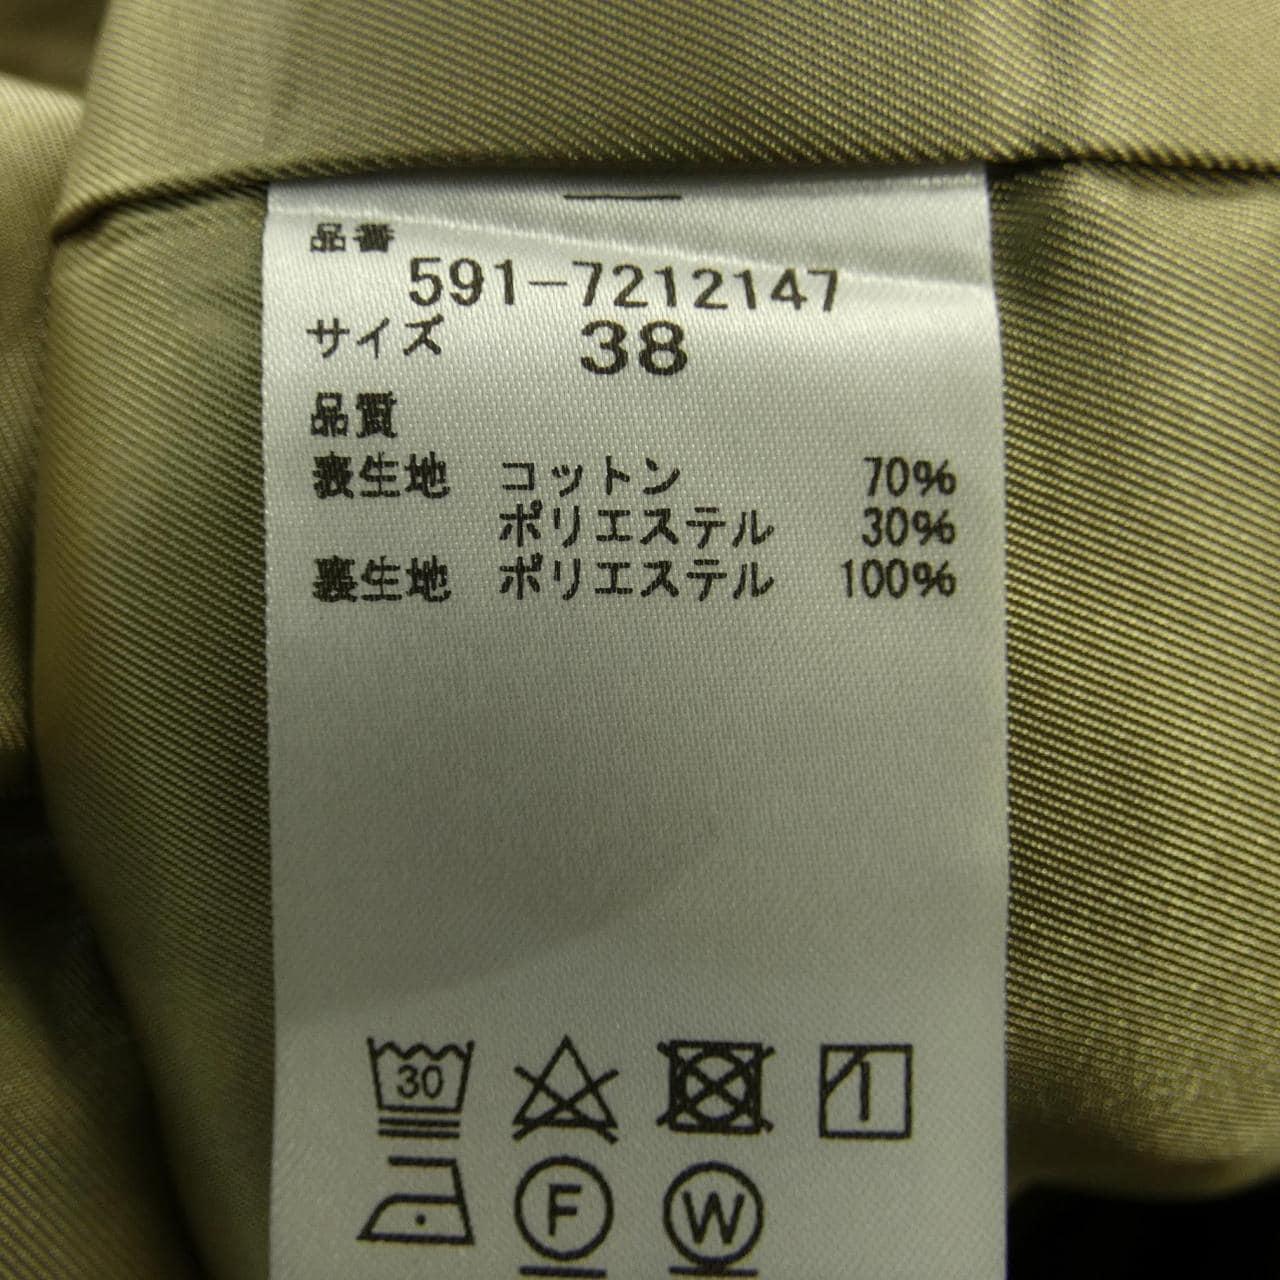 品番
591-7212147
サイズ 38
品質
表生地 コットン 70%
ポリエステル 30%
裏生地 ポリエステル 100%
30
F W